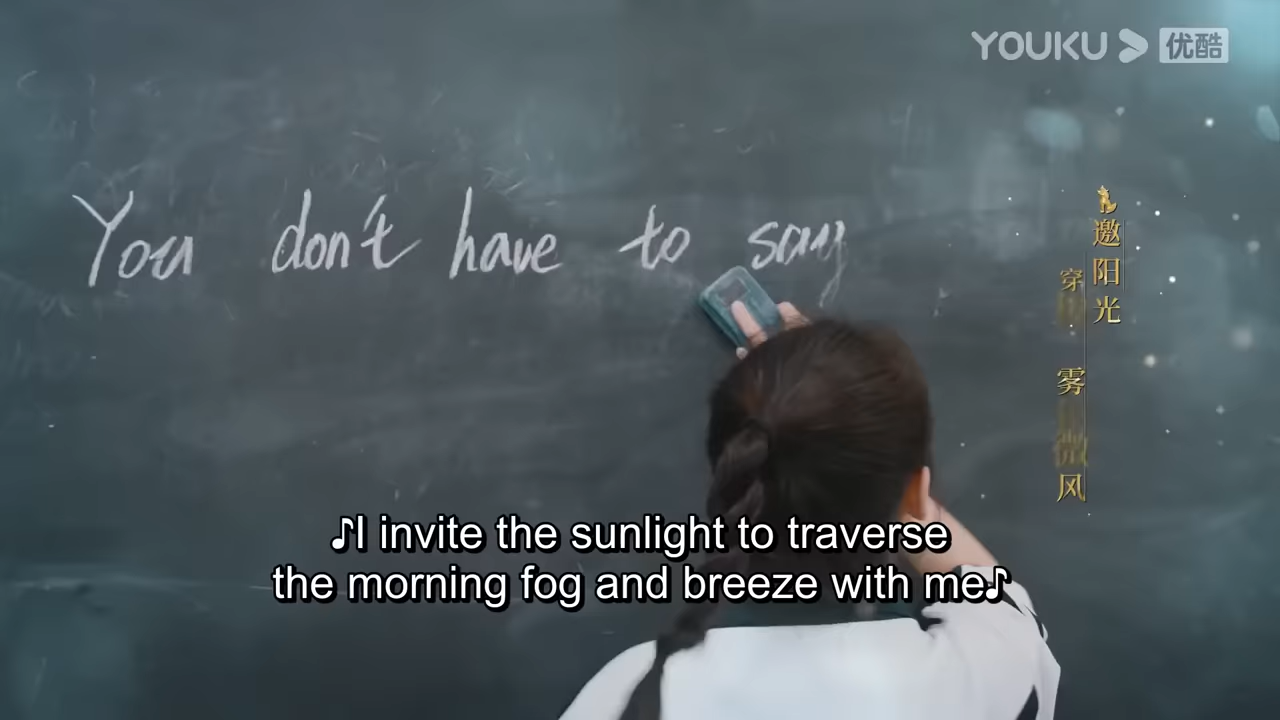 YOUKU 优酷
You don't have to say
邀阳光
穿 雾微风
♪I invite the sunlight to traverse
the morning fog and breeze with me♪